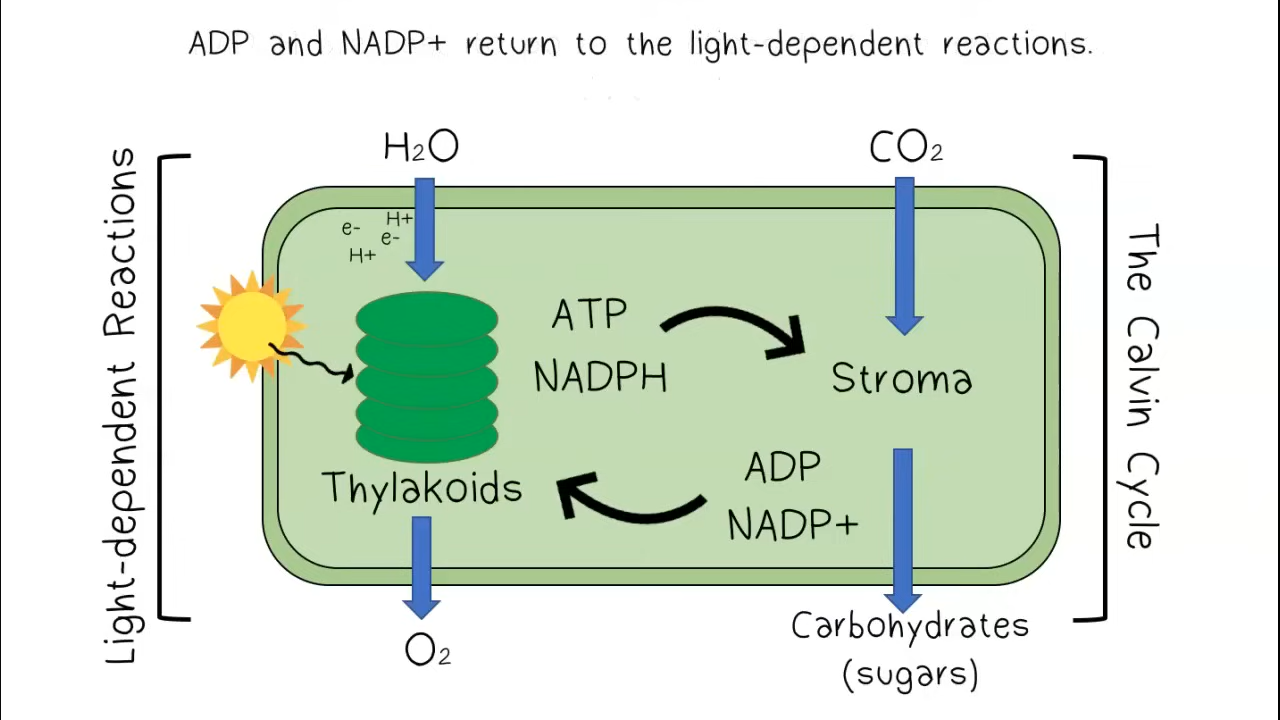 ADP and NADP+ return to the light-dependent reactions.
Light-dependent Reactions
H₂O
CO₂
e-
H+
e-
H+
ATP
NADPH
Stroma
The Calvin Cycle
Thylakoids
ADP
NADP+
O₂
Carbohydrates
(sugars)